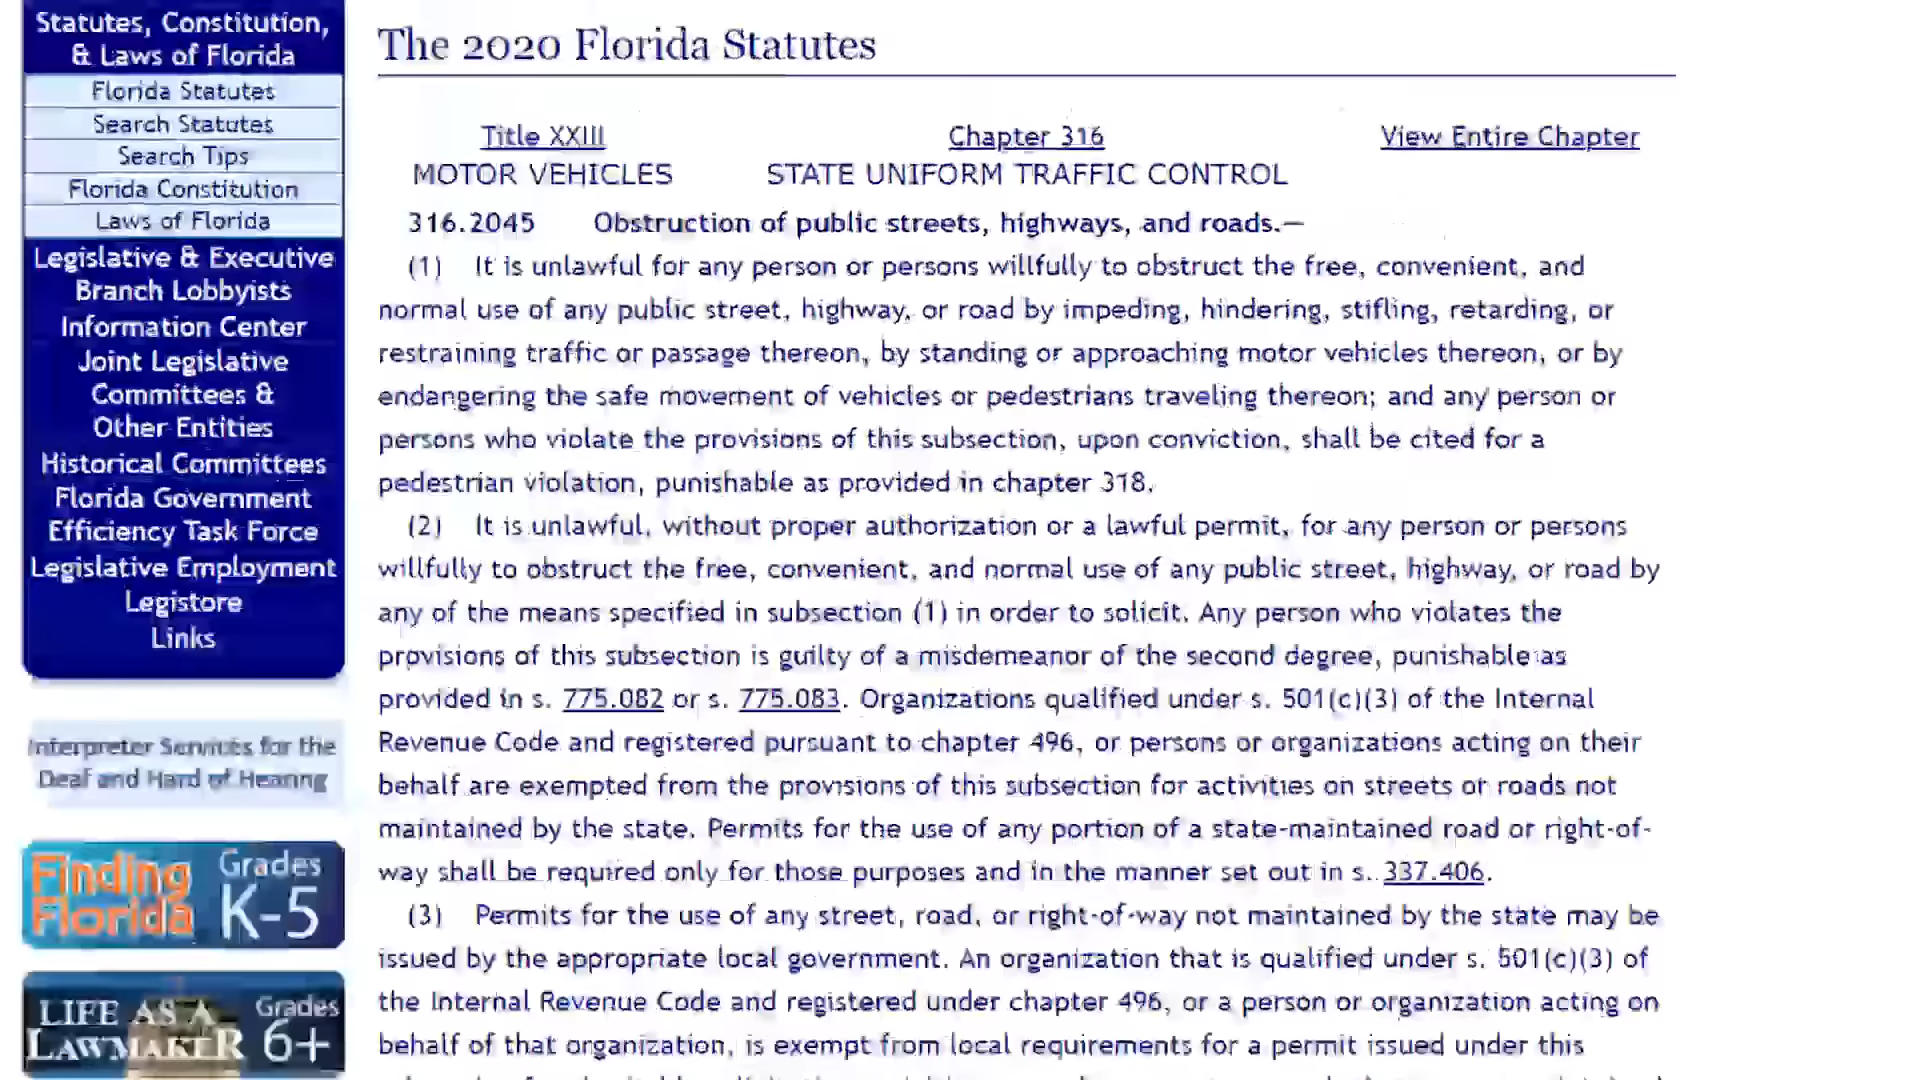 Statutes, Constitution,
& Laws of Florida
Florida Statutes
Search Statutes
Search Tips
Florida Constitution
Laws of Florida
Legislative & Executive
Branch Lobbyists
Information Center
Joint Legislative
Committees &
Other Entities
Historical Committees
Florida Government
Efficiency Task Force
Legislative Employment
Legistore
Links
Interpreter Services for the
Deaf and Hard of Hearing
Finding
Florida
Grades
K-5
LIFE AS A
LAWMAKER
Grades
6+
The 2020 Florida Statutes
Title XXIII
MOTOR VEHICLES
Chapter 316
STATE UNIFORM TRAFFIC CONTROL
View Entire Chapter
316.2045 Obstruction of public streets, highways, and roads.—
(1) It is unlawful for any person or persons willfully to obstruct the free, convenient, and
normal use of any public street, highway, or road by impeding, hindering, stifling, retarding, or
restraining traffic or passage thereon, by standing or approaching motor vehicles thereon, or by
endangering the safe movement of vehicles or pedestrians traveling thereon; and any person or
persons who violate the provisions of this subsection, upon conviction, shall be cited for a
pedestrian violation, punishable as provided in chapter 318.
(2) It is unlawful, without proper authorization or a lawful permit, for any person or persons
willfully to obstruct the free, convenient, and normal use of any public street, highway, or road by
any of the means specified in subsection (1) in order to solicit. Any person who violates the
provisions of this subsection is guilty of a misdemeanor of the second degree, punishable as
provided in s. 775.082 or s. 775.083. Organizations qualified under s. 501(c)(3) of the Internal
Revenue Code and registered pursuant to chapter 496, or persons or organizations acting on their
behalf are exempted from the provisions of this subsection for activities on streets or roads not
maintained by the state. Permits for the use of any portion of a state-maintained road or right-of-
way shall be required only for those purposes and in the manner set out in s. 337.406.
(3) Permits for the use of any street, road, or right-of-way not maintained by the state may be
issued by the appropriate local government. An organization that is qualified under s. 501(c)(3) of
the Internal Revenue Code and registered under chapter 496, or a person or organization acting on
behalf of that organization, is exempt from local requirements for a permit issued under this